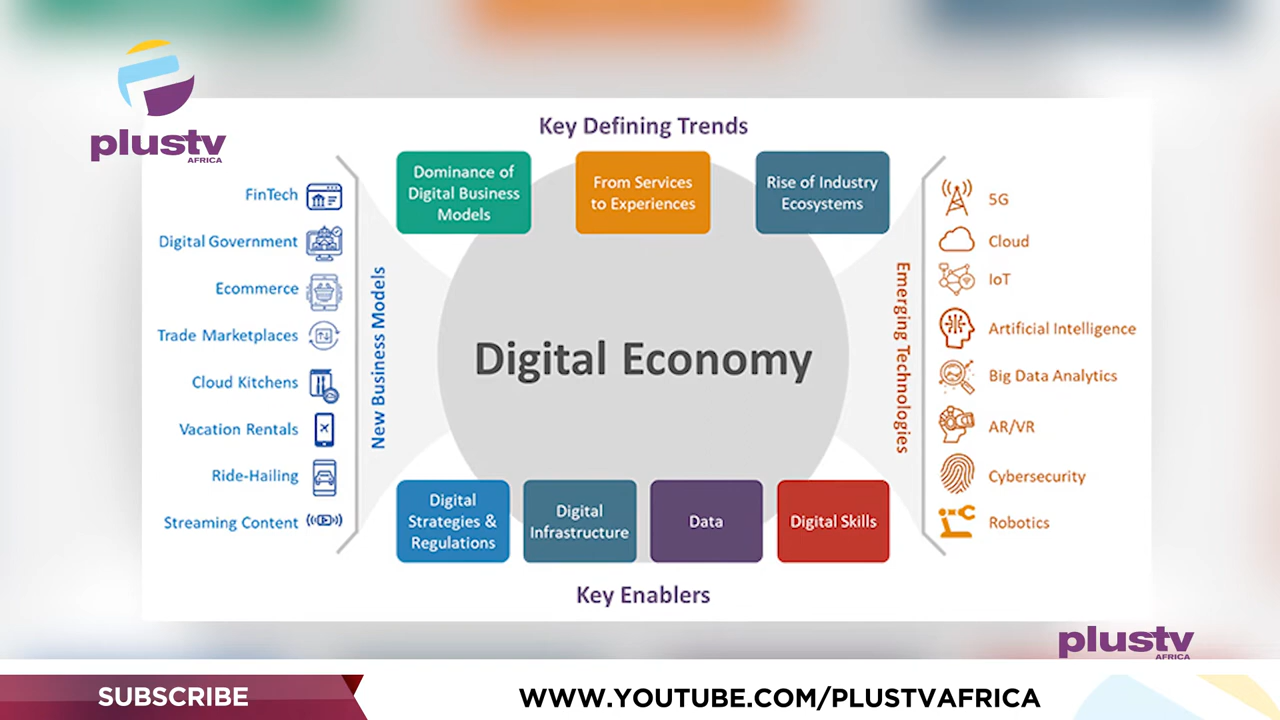 plustv
AFRICA
Key Defining Trends
Dominance of
Digital Business
Models
From Services
to Experiences
Rise of Industry
Ecosystems
FinTech
Digital Government
Ecommerce
Trade Marketplaces
Cloud Kitchens
Vacation Rentals
Ride-Hailing
Streaming Content
New Business Models
Digital Economy
Emerging Technologies
5G
Cloud
IoT
Artificial Intelligence
Big Data Analytics
AR/VR
Cybersecurity
Robotics
Digital
Strategies &
Regulations
Digital
Infrastructure
Data
Digital Skills
Key Enablers
plustv
AFRICA
SUBSCRIBE
WWW.YOUTUBE.COM/PLUSTVAFRICA